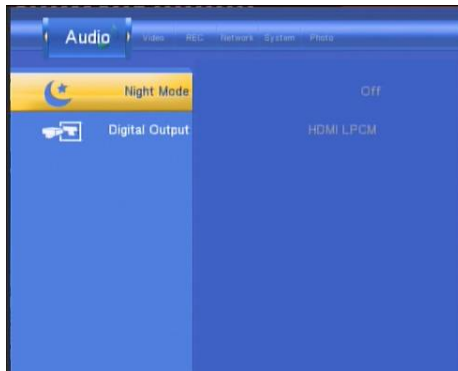 Audio Video REC Network System Photo
Night Mode Off
Digital Output HDMI LPCM